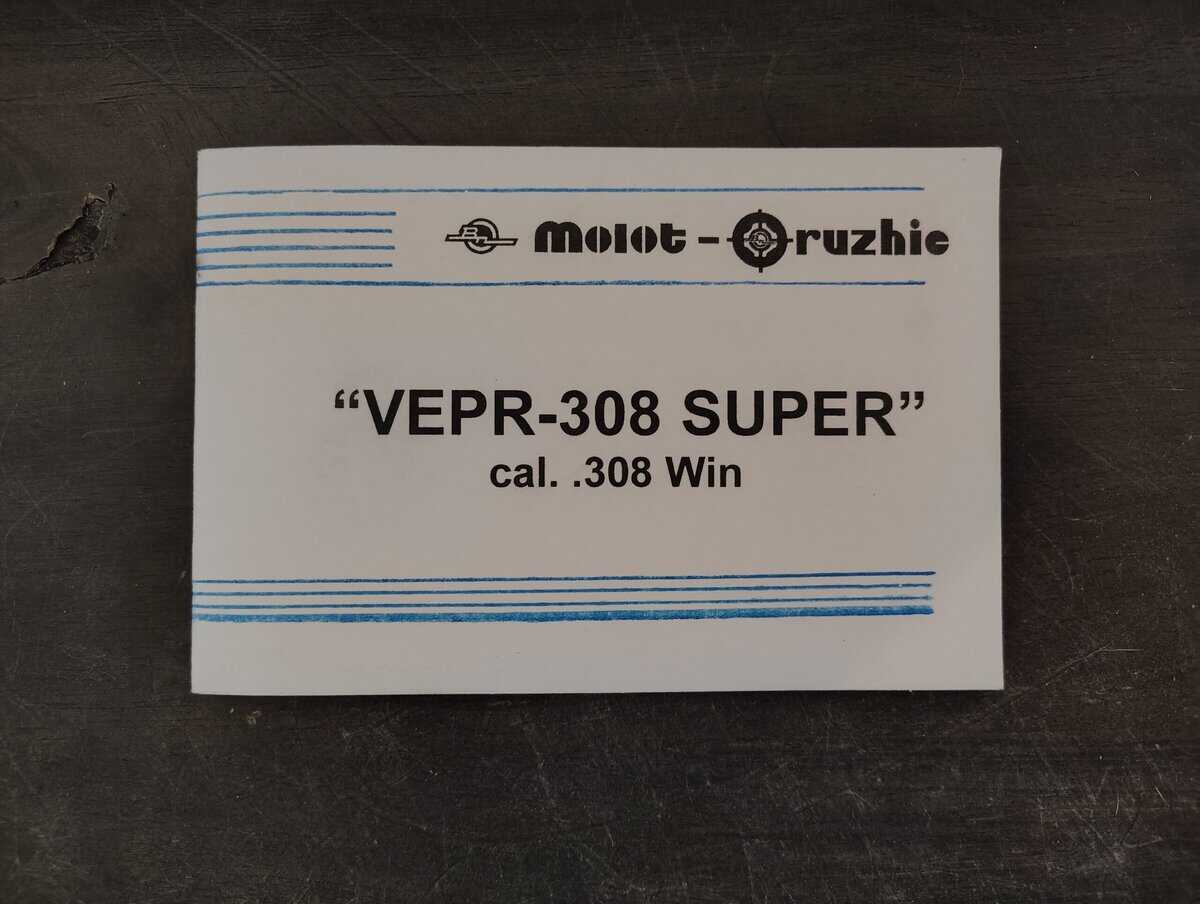 Molot - Oruzhie
"VEPR-308 SUPER"
cal. .308 Win